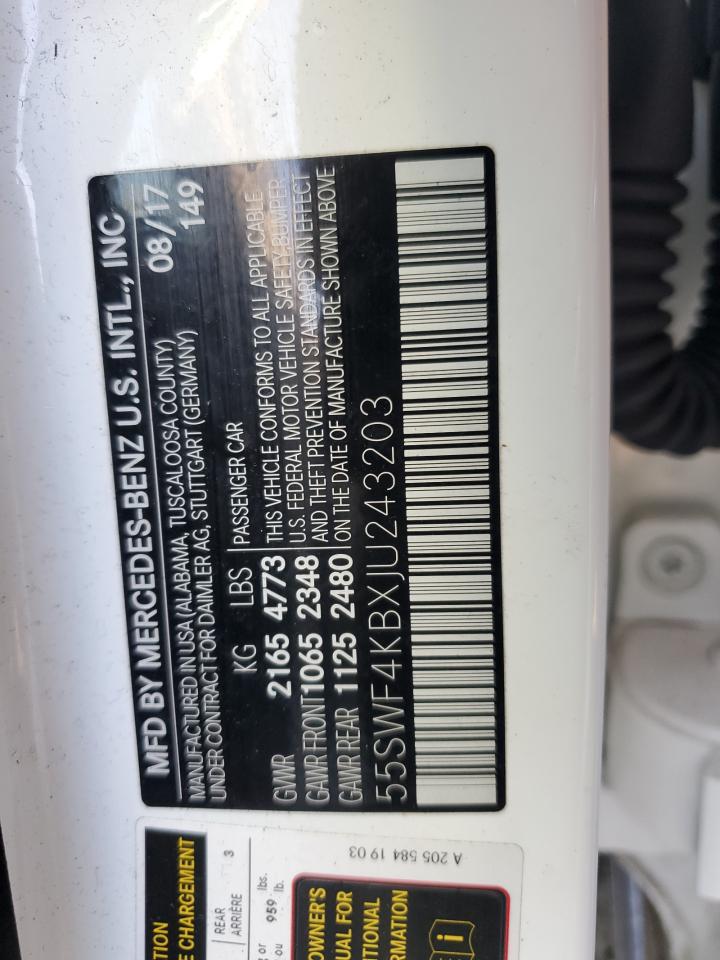 MFD BY MERCEDES-BENZ U.S. INTL., INC
MANUFACTURED IN USA (ALABAMA, TUSCALOOSA COUNTY) 08/17
UNDER CONTRACT FOR DAIMLER AG, STUTTGART (GERMANY) 149
KG LBS PASSENGER CAR
GVWR 2165 4773 THIS VEHICLE CONFORMS TO ALL APPLICABLE
GAWR FRONT 1065 2348 U.S. FEDERAL MOTOR VEHICLE SAFETY, BUMPER
AND THEFT PREVENTION STANDARDS IN EFFECT
GAWR REAR 1125 2480 ON THE DATE OF MANUFACTURE SHOWN ABOVE
55SWF4KBXJU243203
A 205 584 19 03
TION
E CHARGEMENT
REAR
ARRIÈRE
3
or
ou
959
lbs.
lb.
OWNER'S
UAL FOR
ITIONAL
RMATION
i